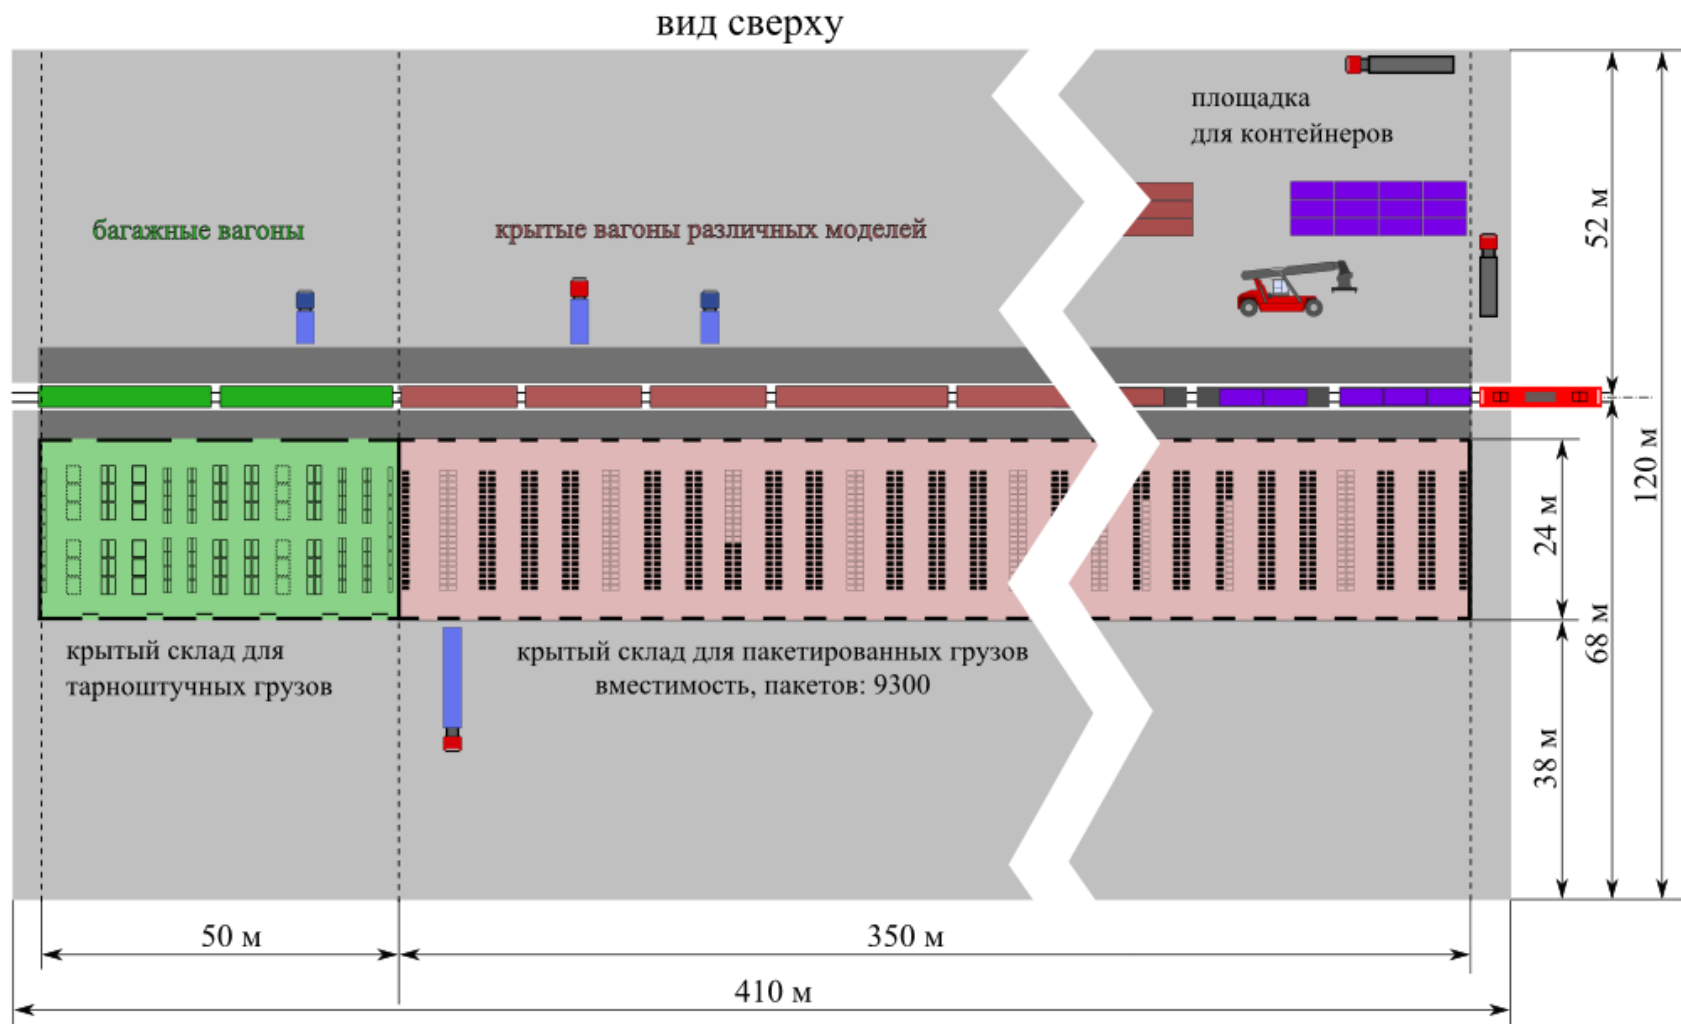 вид сверху
площадка
для контейнеров
багажные вагоны
крытые вагоны различных моделей
52 м
120 м
24 м
68 м
38 м
крытый склад для
тарноштучных грузов
крытый склад для пакетированных грузов
вместимость, пакетов: 9300
50 м
350 м
410 м